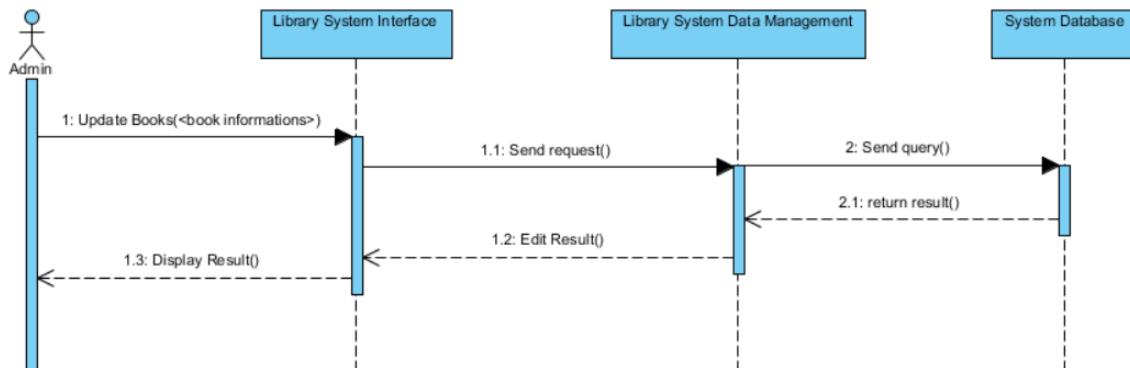 Library System Interface
Library System Data Management
System Database
Admin
1: Update Books(<book informations>)
1.1: Send request()
2: Send query()
2.1: return result()
1.2: Edit Result()
1.3: Display Result()